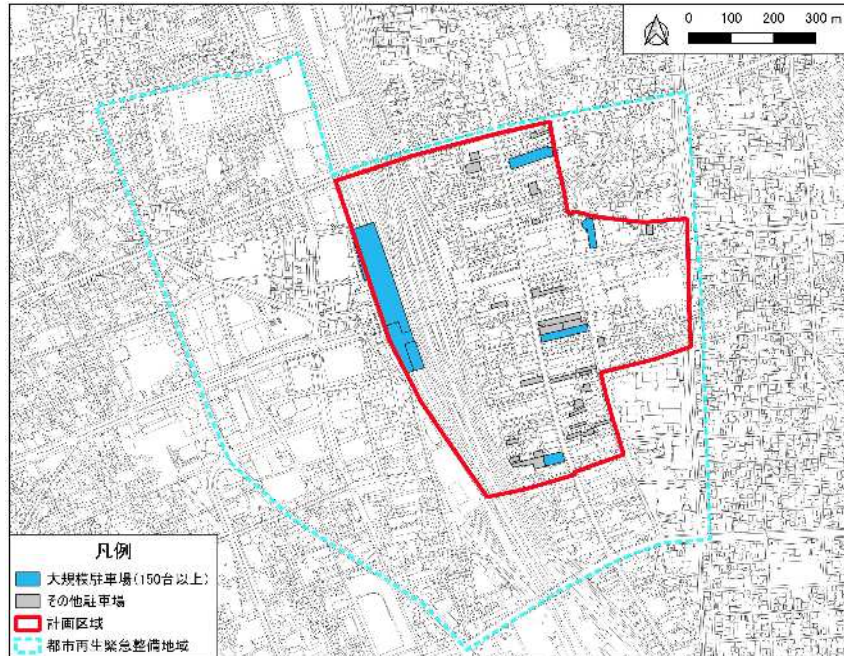 0 100 200 300 m
凡例
大規模駐車場(150台以上)
その他駐車場
計画区域
都市再生緊急整備地域